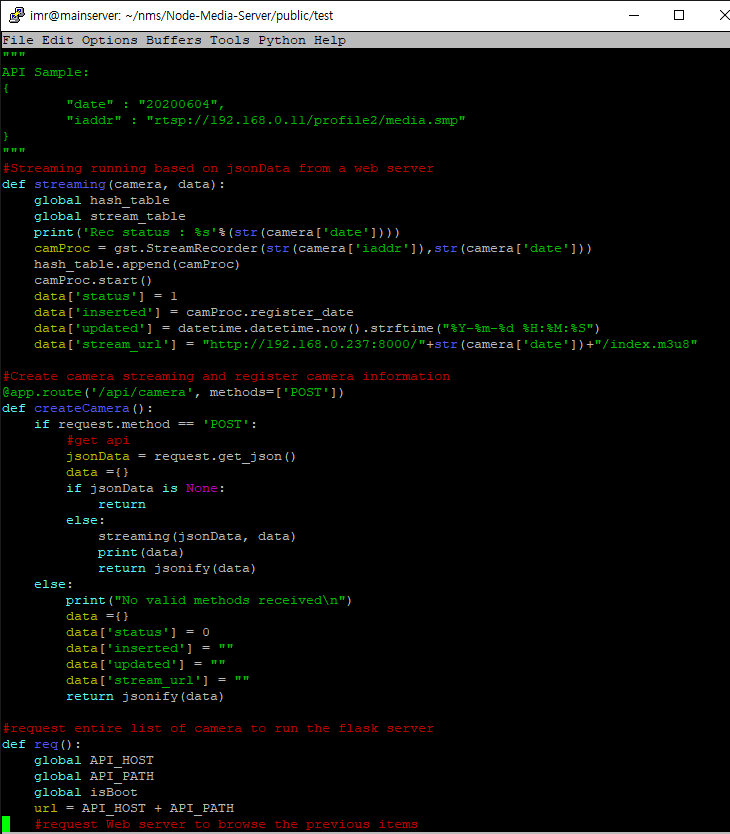 imr@mainserver: ~/nms/Node-Media-Server/public/test
File Edit Options Buffers Tools Python Help
"""
API Sample:
{
        "date" : "20200604",
        "iaddr" : "rtsp://192.168.0.11/profile2/media.smp"
}
"""
#Streaming running based on jsonData from a web server
def streaming(camera, data):
    global hash_table
    global stream_table
    print('Rec status : %s'%(str(camera['date'])))
    camProc = gst.StreamRecorder(str(camera['iaddr']),str(camera['date']))
    hash_table.append(camProc)
    camProc.start()
    data['status'] = 1
    data['inserted'] = camProc.register_date
    data['updated'] = datetime.datetime.now().strftime("%Y-%m-%d %H:%M:%S")
    data['stream_url'] = "http://192.168.0.237:8000/"+str(camera['date'])+"/index.m3u8"

#Create camera streaming and register camera information
@app.route('/api/camera', methods=['POST'])
def createCamera():
    if request.method == 'POST':
        #get api
        jsonData = request.get_json()
        data ={}
        if jsonData is None:
            return
        else:
            streaming(jsonData, data)
            print(data)
            return jsonify(data)
    else:
        print("No valid methods received\n")
        data ={}
        data['status'] = 0
        data['inserted'] = ""
        data['updated'] = ""
        data['stream_url'] = ""
        return jsonify(data)

#request entire list of camera to run the flask server
def req():
    global API_HOST
    global API_PATH
    global isBoot
    url = API_HOST + API_PATH
    #request Web server to browse the previous items